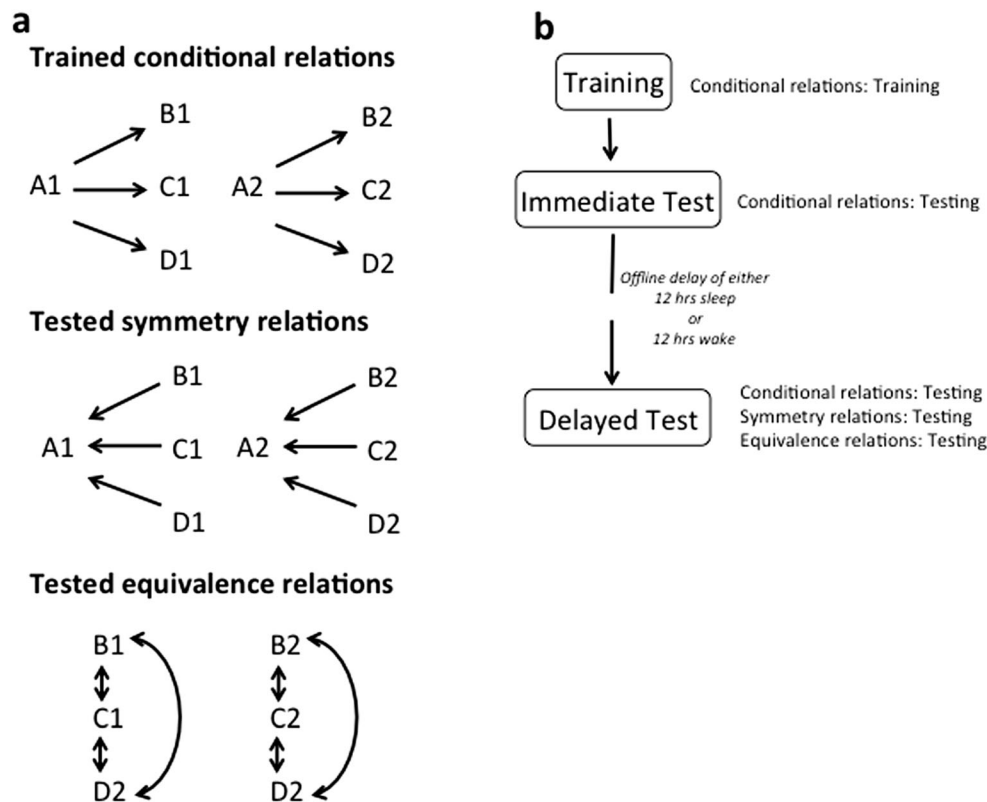 a
Trained conditional relations
B1
B2
A1
C1
A2
C2
D1
D2
Tested symmetry relations
B1
B2
A1
C1
A2
C2
D1
D2
Tested equivalence relations
B1
B2
C1
C2
D2
D2
b
Training
Conditional relations: Training
Immediate Test
Conditional relations: Testing
Offline delay of either
12 hrs sleep
or
12 hrs wake
Delayed Test
Conditional relations: Testing
Symmetry relations: Testing
Equivalence relations: Testing